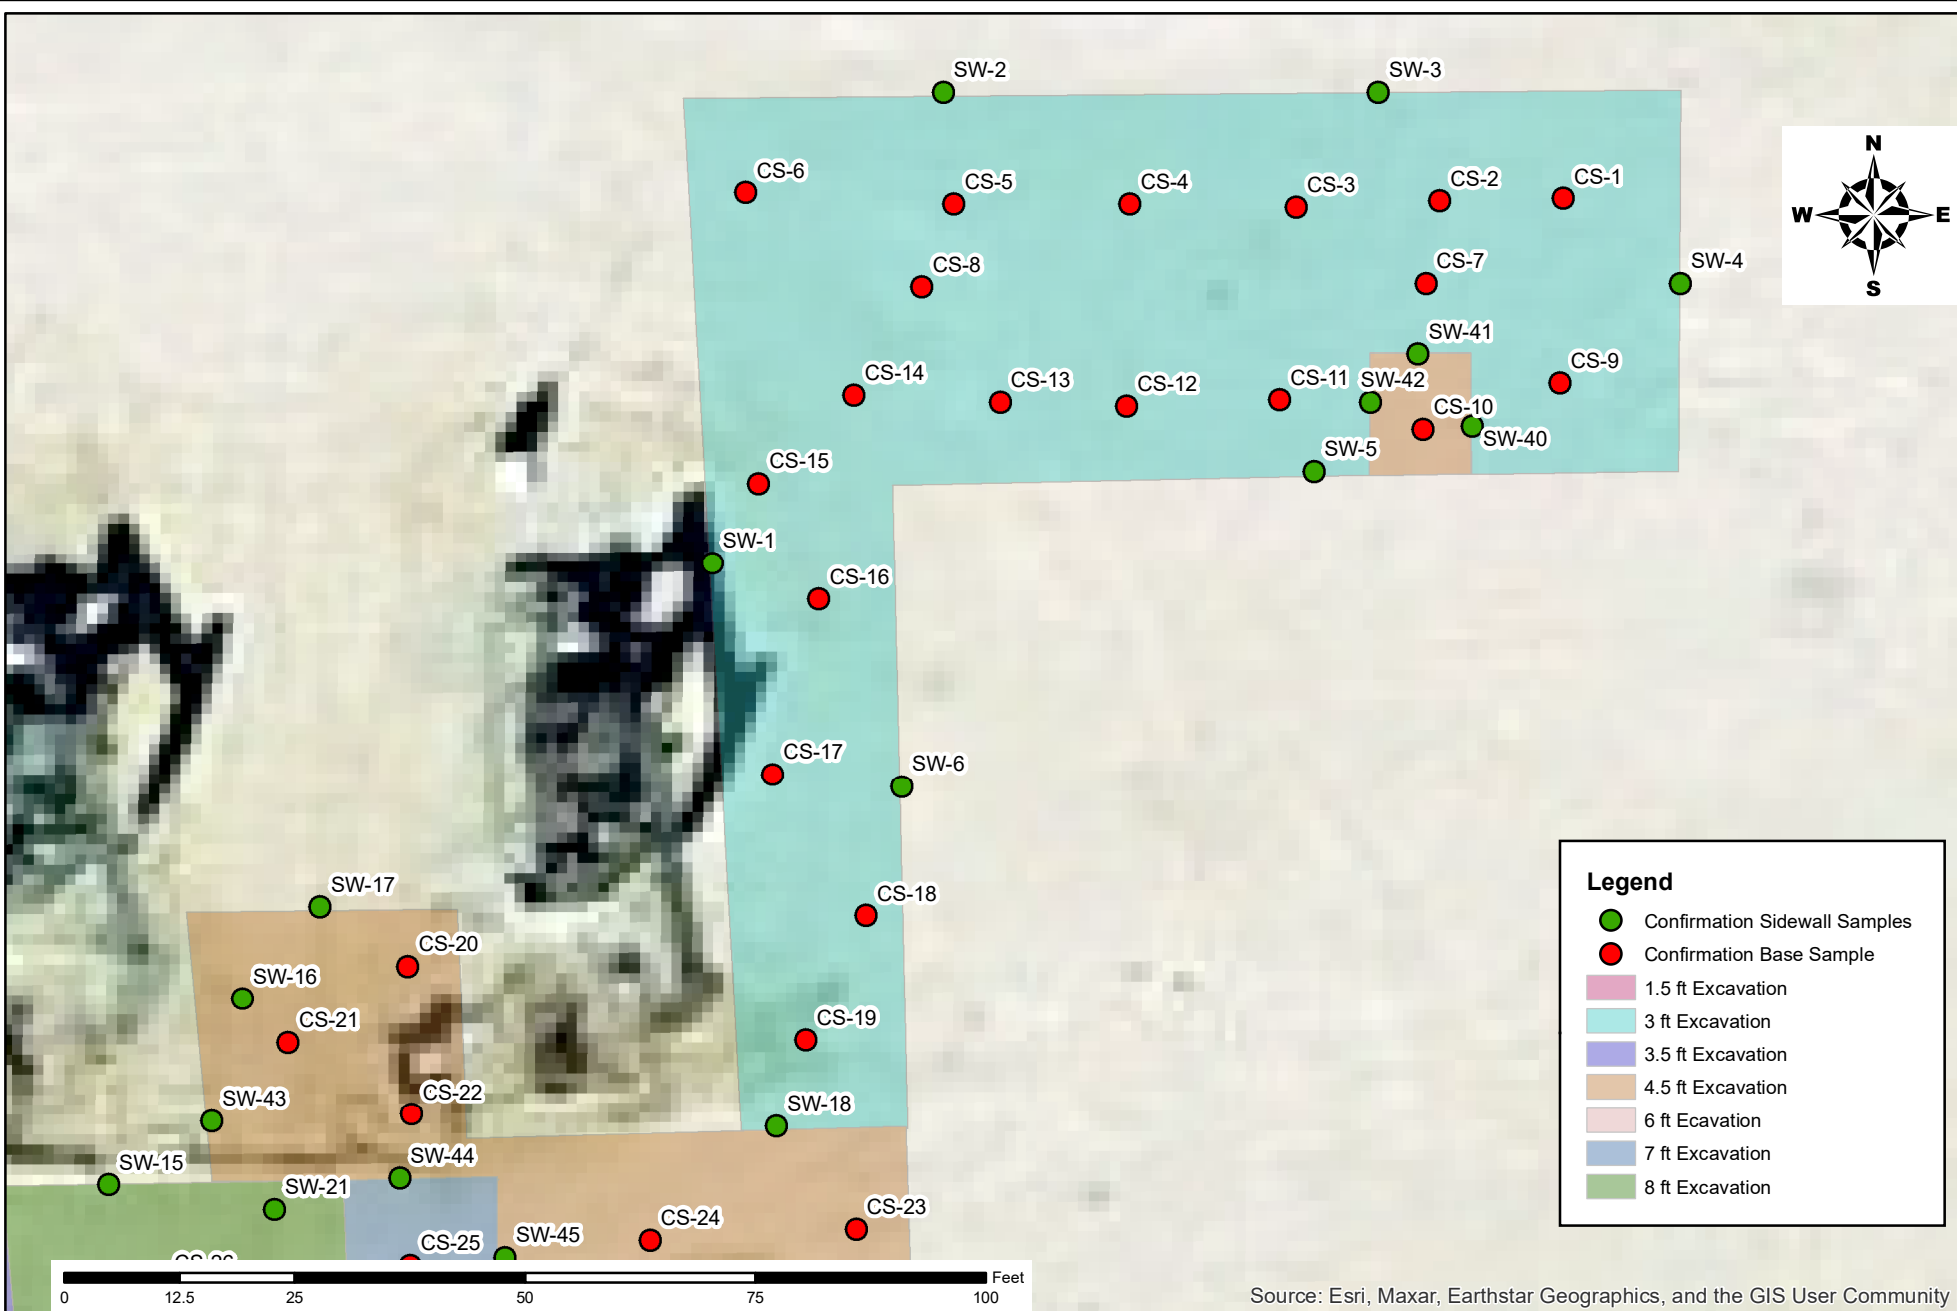 SW-2
SW-3
N
W
E
S
CS-6
CS-5
CS-4
CS-3
CS-2
CS-1
CS-8
CS-7
SW-4
SW-41
CS-14
CS-13
CS-12
CS-11
SW-42
CS-9
CS-10
SW-40
SW-5
CS-15
SW-1
CS-16
CS-17
SW-6
SW-17
CS-18
CS-20
SW-16
CS-21
CS-19
CS-22
SW-43
SW-18
SW-44
SW-15
SW-21
CS-23
CS-24
SW-45
CS-25
CS-26
Legend
Confirmation Sidewall Samples
Confirmation Base Sample
1.5 ft Excavation
3 ft Excavation
3.5 ft Excavation
4.5 ft Excavation
6 ft Ecavation
7 ft Excavation
8 ft Excavation
Feet
0 12.5 25 50 75 100
Source: Esri, Maxar, Earthstar Geographics, and the GIS User Community